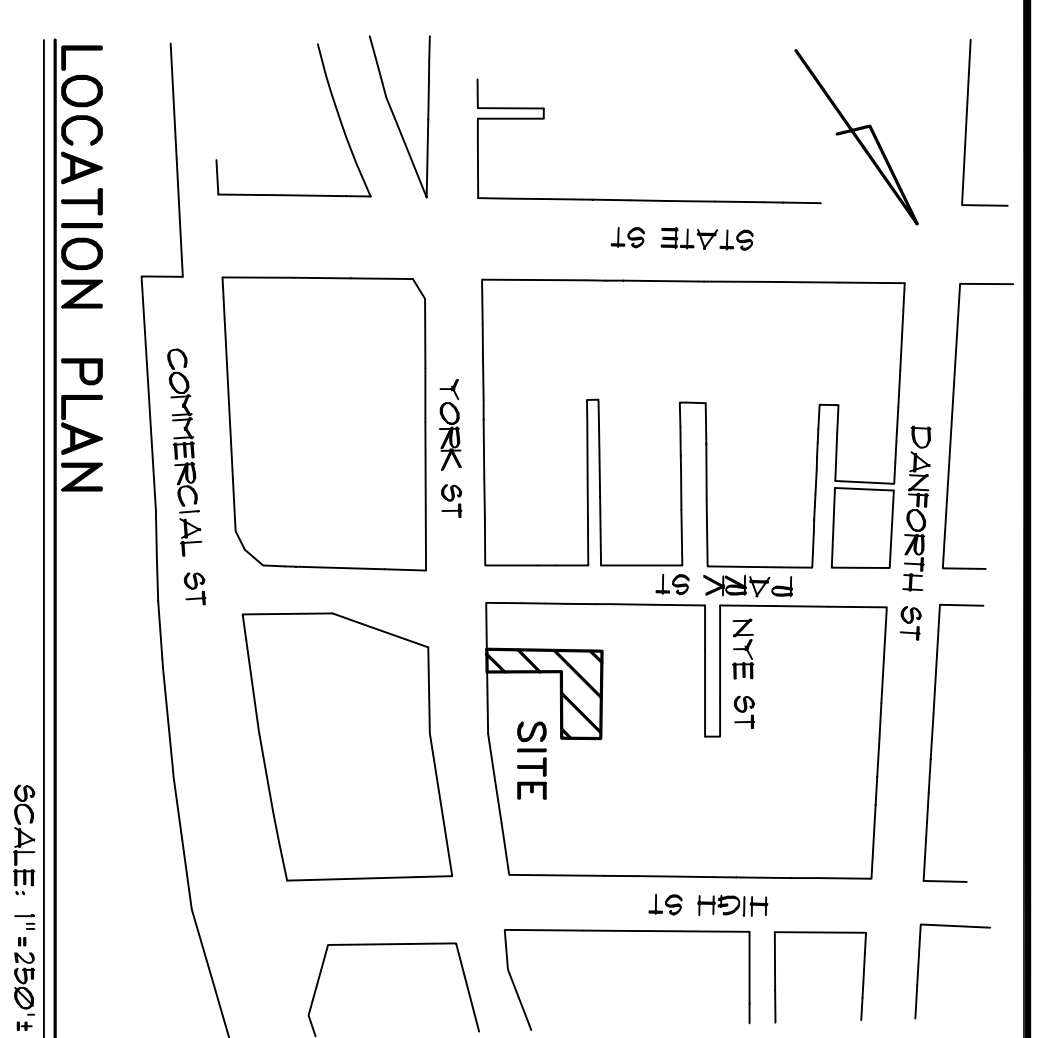 STATE ST
DANFORTH ST
YORK ST
COMMERCIAL ST
PARK ST
NYE ST
SITE
HIGH ST
LOCATION PLAN
SCALE: 1"=250'±